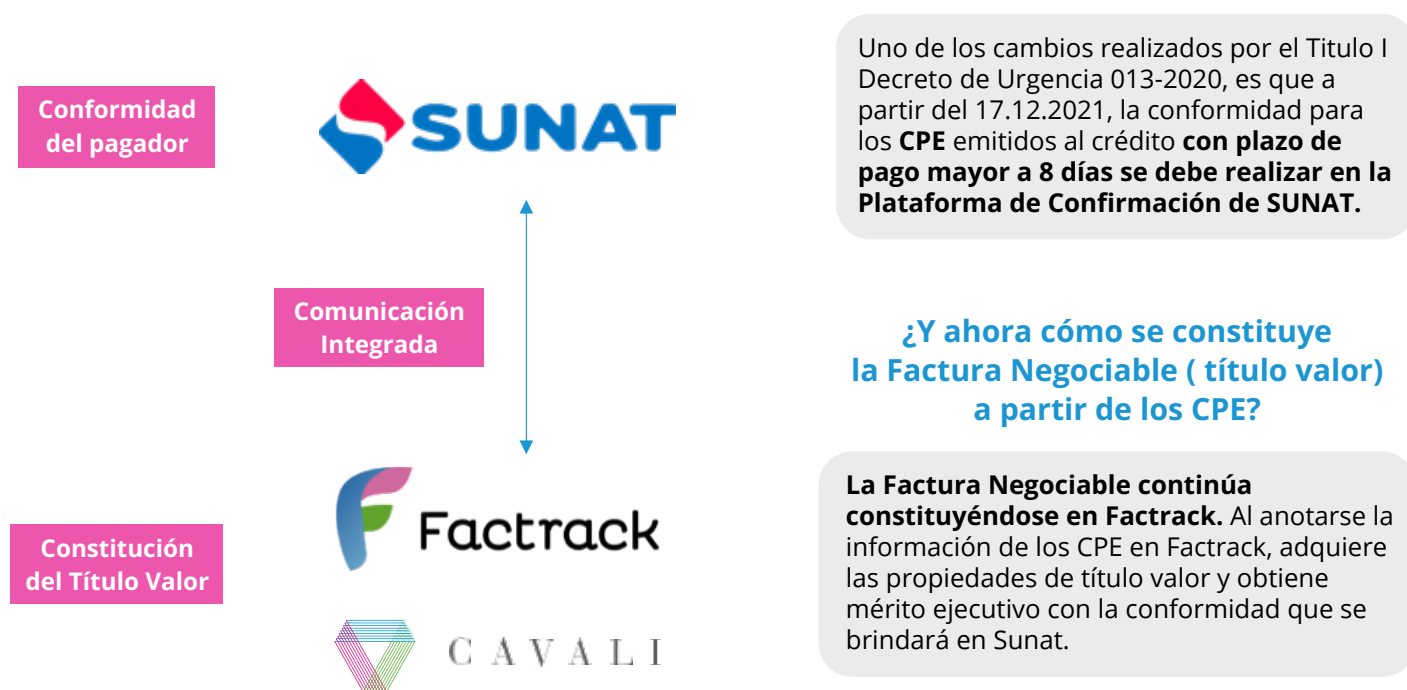 Conformidad
del pagador
SUNAT
Uno de los cambios realizados por el Titulo I
Decreto de Urgencia 013-2020, es que a
partir del 17.12.2021, la conformidad para
los CPE emitidos al crédito con plazo de
pago mayor a 8 días se debe realizar en la
Plataforma de Confirmación de SUNAT.
Comunicación
Integrada
¿Y ahora cómo se constituye
la Factura Negociable ( título valor)
a partir de los CPE?
Constitución
del Título Valor
Factrack
CAVALI
La Factura Negociable continúa
constituyéndose en Factrack. Al anotarse la
información de los CPE en Factrack, adquiere
las propiedades de título valor y obtiene
mérito ejecutivo con la conformidad que se
brindará en Sunat.